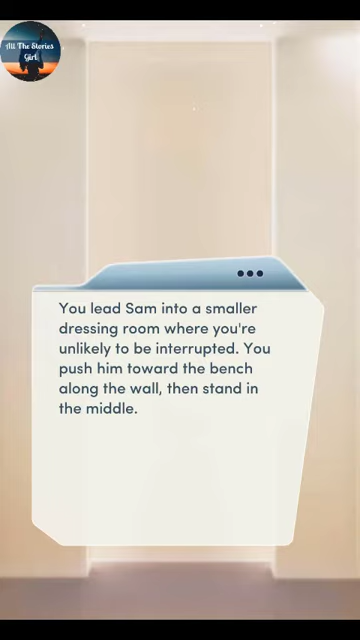 All The Stories
Girl
You lead Sam into a smaller
dressing room where you're
unlikely to be interrupted. You
push him toward the bench
along the wall, then stand in
the middle.